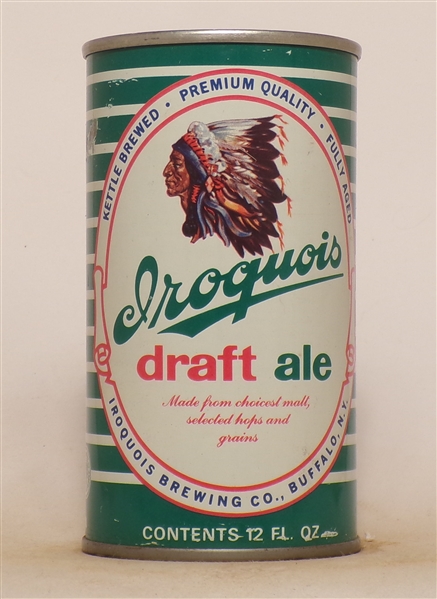 KETTLE BREWED • PREMIUM QUALITY • FULLY AGED
Iroquois
draft ale
Made from choicest malt,
selected hops and
grains
IROQUOIS BREWING CO., BUFFALO, N.Y.
CONTENTS 12 FL. OZ.